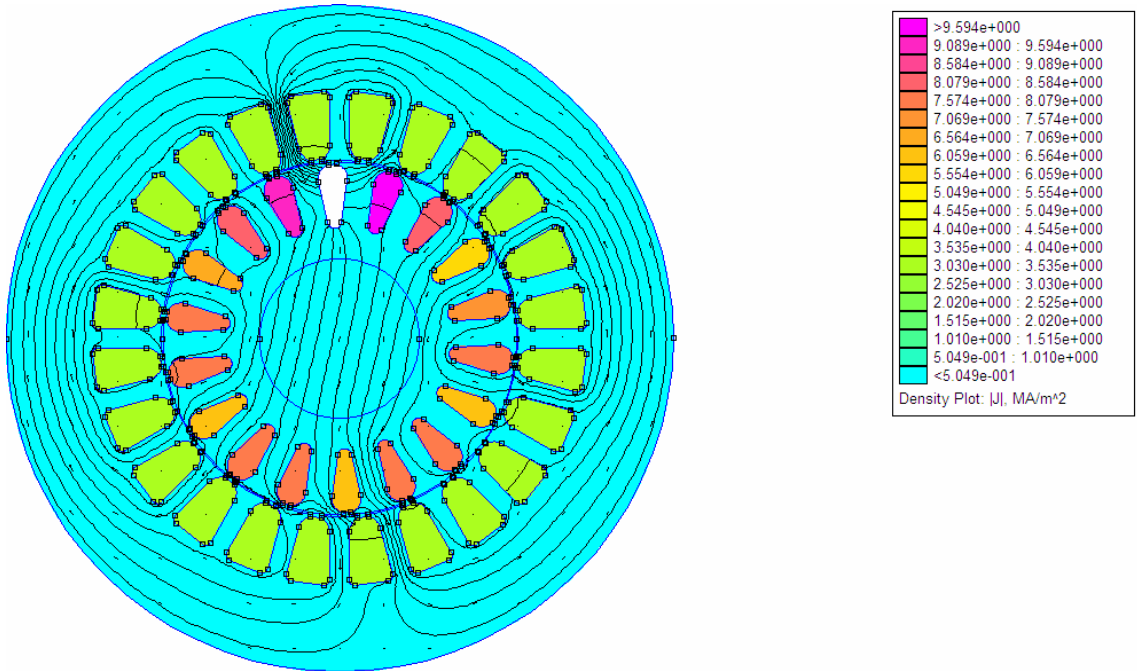 >9.594e+000
9.089e+000 : 9.594e+000
8.584e+000 : 9.089e+000
8.079e+000 : 8.584e+000
7.574e+000 : 8.079e+000
7.069e+000 : 7.574e+000
6.564e+000 : 7.069e+000
6.059e+000 : 6.564e+000
5.554e+000 : 6.059e+000
5.049e+000 : 5.554e+000
4.545e+000 : 5.049e+000
4.040e+000 : 4.545e+000
3.535e+000 : 4.040e+000
3.030e+000 : 3.535e+000
2.525e+000 : 3.030e+000
2.020e+000 : 2.525e+000
1.515e+000 : 2.020e+000
1.010e+000 : 1.515e+000
5.049e-001 : 1.010e+000
<5.049e-001
Density Plot: |J|, MA/m^2